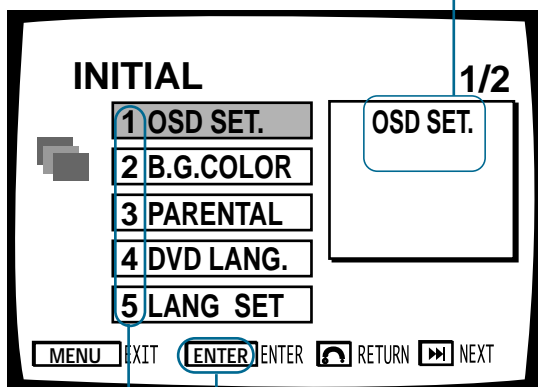 INITIAL 1/2
1 OSD SET. OSD SET.
2 B.G.COLOR
3 PARENTAL
4 DVD LANG.
5 LANG SET
MENU EXIT ENTER ENTER RETURN NEXT